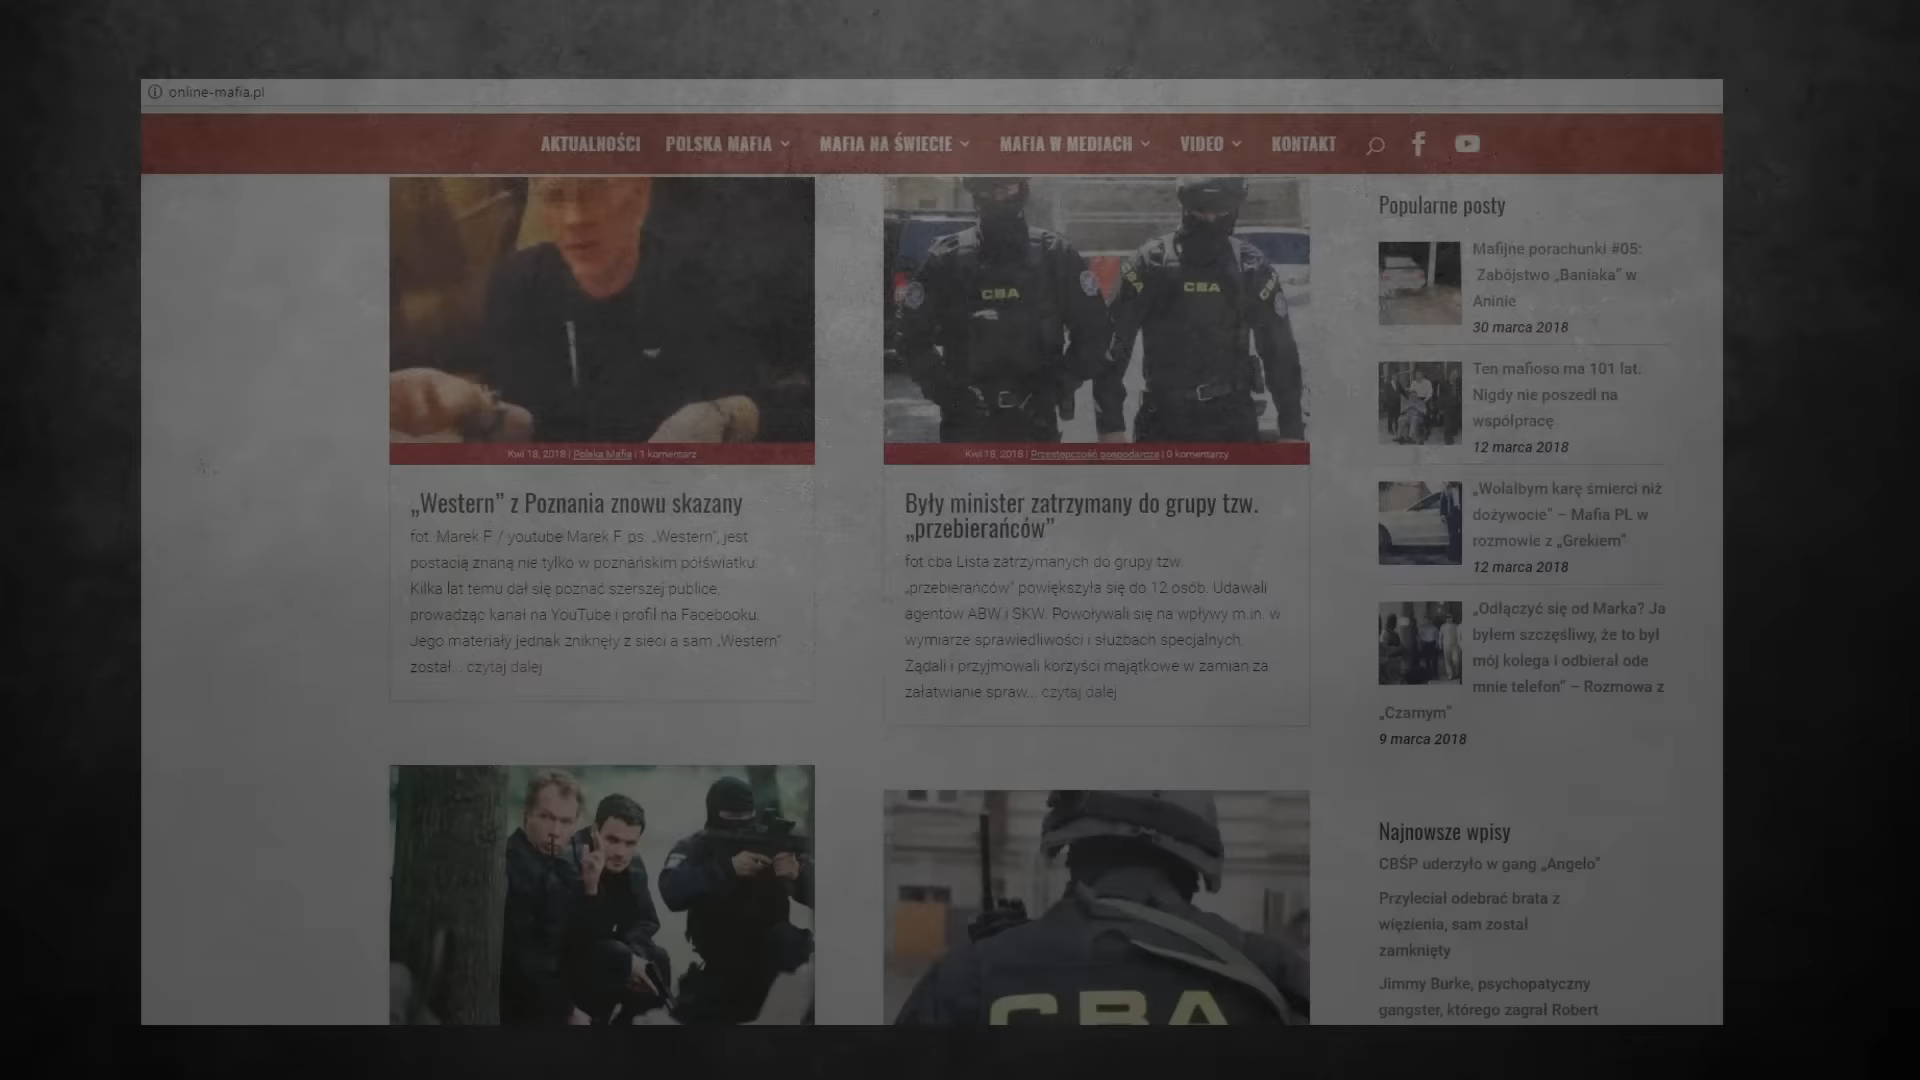 online-mafia.pl
AKTUALNOŚCI POLSKA MAFIA MAFIA NA ŚWIECIE MAFIA W MEDIACH VIDEO KONTAKT
CBA CBA CBA CBA
Kwi 18, 2018 | Polska Mafia | 1 komentarz
„Western” z Poznania znowu skazany
fot. Marek F / youtube Marek F. ps. „Western”, jest
postacią znaną nie tylko w poznańskim półświatku.
Kilka lat temu dał się poznać szerszej publice,
prowadząc kanał na YouTube i profil na Facebooku.
Jego materiały jednak zniknęły z sieci a sam „Western”
został... czytaj dalej
Kwi 18, 2018 | Przestępczość gospodarcza | 0 komentarzy
Były minister zatrzymany do grupy tzw.
„przebierańców”
fot.cba Lista zatrzymanych do grupy tzw.
„przebierańców” powiększyła się do 12 osób. Udawali
agentów ABW i SKW. Powoływali się na wpływy m.in. w
wymiarze sprawiedliwości i służbach specjalnych.
Żądali i przyjmowali korzyści majątkowe w zamian za
załatwianie spraw... czytaj dalej
CBA
Popularne posty
Mafijne porachunki #05:
Zabójstwo „Baniaka” w
Aninie
30 marca 2018
Ten mafioso ma 101 lat.
Nigdy nie poszedł na
współpracę
12 marca 2018
„Wolałbym karę śmierci niż
dożywocie” – Mafia PL w
rozmowie z „Grekiem”
12 marca 2018
„Odłączyć się od Marka? Ja
byłem szczęśliwy, że to był
mój kolega i odbierał ode
mnie telefon” – Rozmowa z
„Czarnym”
9 marca 2018
Najnowsze wpisy
CBŚP uderzyło w gang „Angelo”
Przyleciał odebrać brata z
więzienia, sam został
zamknięty
Jimmy Burke, psychopatyczny
gangster, którego zagrał Robert